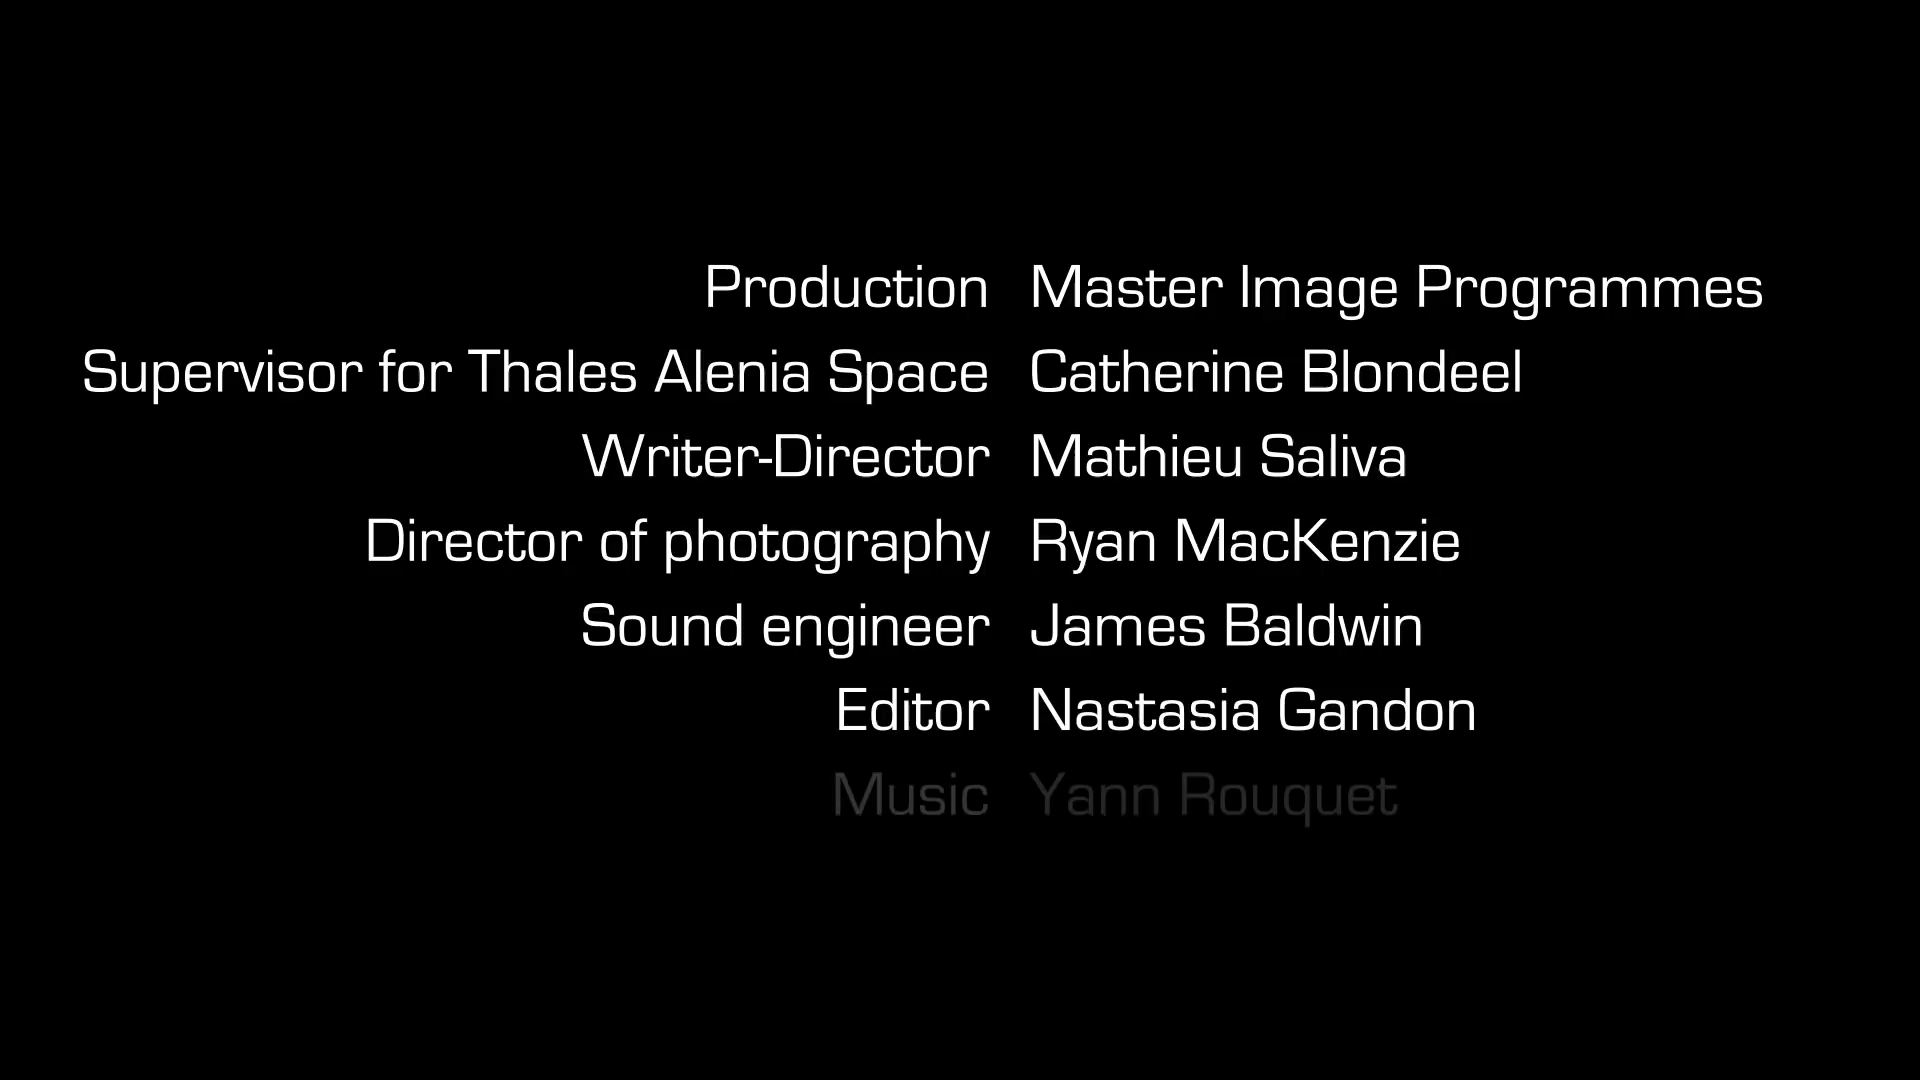 Production Master Image Programmes
Supervisor for Thales Alenia Space Catherine Blondeel
Writer-Director Mathieu Saliva
Director of photography Ryan MacKenzie
Sound engineer James Baldwin
Editor Nastasia Gandon
Music Yann Rouquet